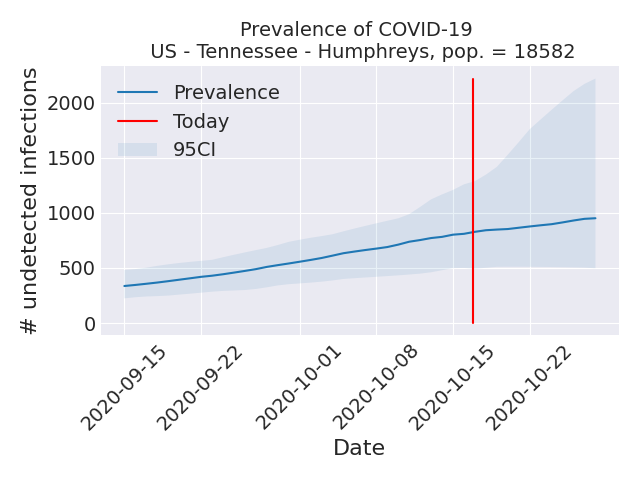 Prevalence of COVID-19
US - Tennessee - Humphreys, pop. = 18582
# undetected infections
2000
1500
1000
500
0
Prevalence
Today
95CI
2020-09-15
2020-09-22
2020-10-01
2020-10-08
2020-10-15
2020-10-22
Date